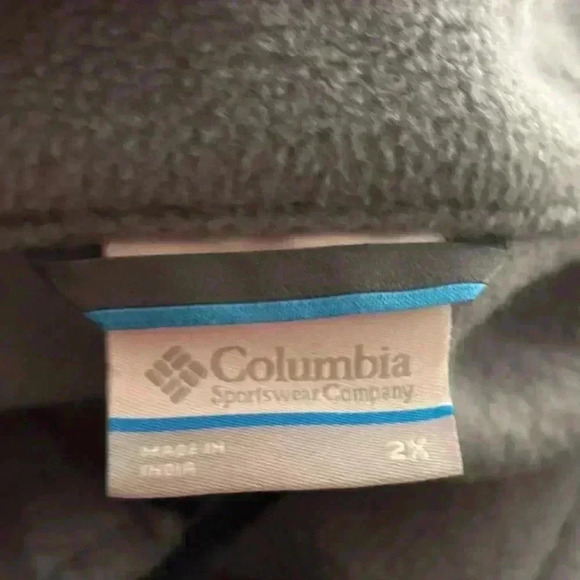 Columbia
Sportswear Company
MADE IN
INDIA
2X